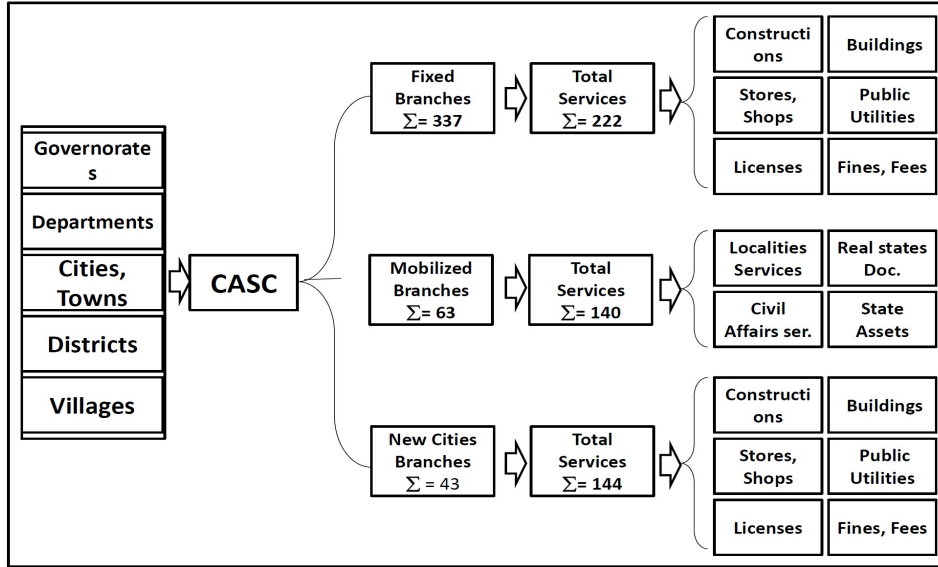 Governorate
s
Departments
Cities,
Towns
Districts
Villages
CASC
Fixed
Branches
∑= 337
Total
Services
∑= 222
Constructi
ons
Buildings
Stores,
Shops
Public
Utilities
Licenses
Fines, Fees
Mobilized
Branches
∑= 63
Total
Services
∑= 140
Localities
Services
Real states
Doc.
Civil
Affairs ser.
State
Assets
New Cities
Branches
∑ = 43
Total
Services
∑= 144
Constructi
ons
Buildings
Stores,
Shops
Public
Utilities
Licenses
Fines, Fees